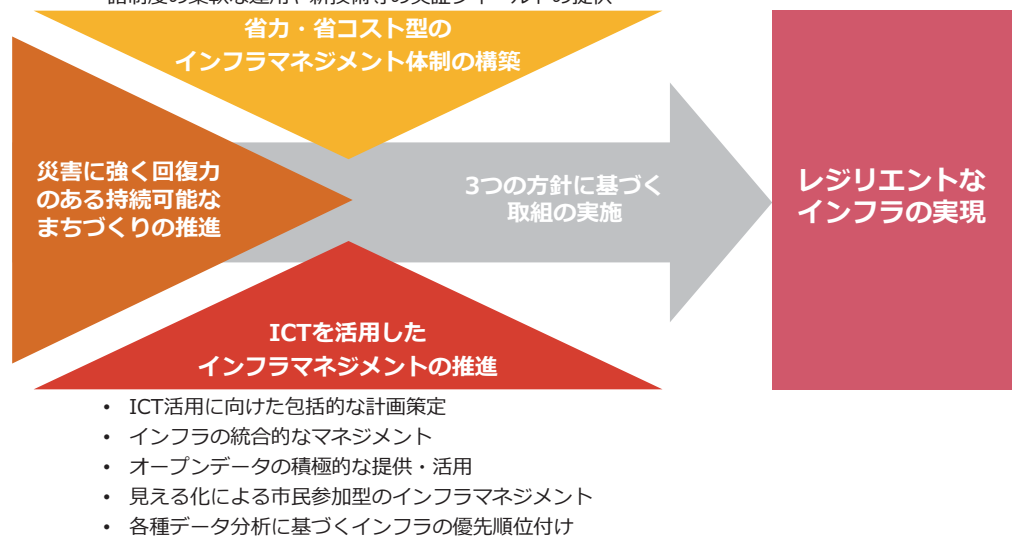 省力・省コスト型の
インフラマネジメント体制の構築
災害に強く回復力
のある持続可能な
まちづくりの推進
3つの方針に基づく
取組の実施
レジリエントな
インフラの実現
ICTを活用した
インフラマネジメントの推進
• ICT活用に向けた包括的な計画策定
• インフラの統合的なマネジメント
• オープンデータの積極的な提供・活用
• 見える化による市民参加型のインフラマネジメント
• 各種データ分析に基づくインフラの優先順位付け